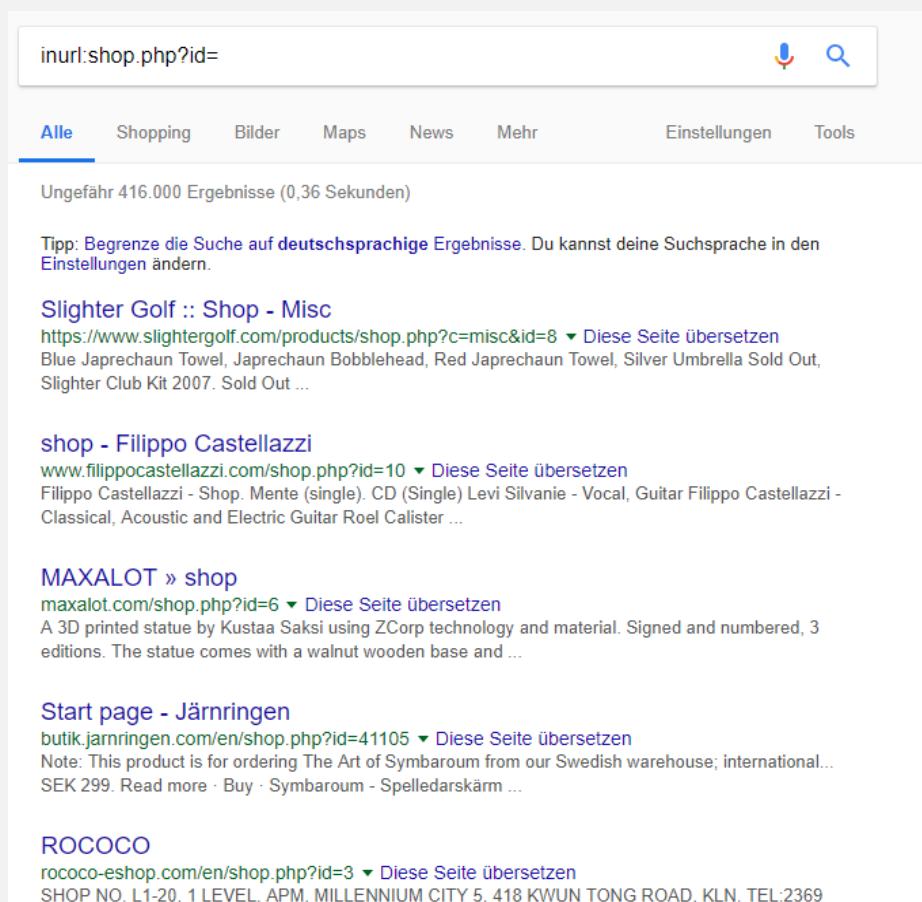 inurl:shop.php?id=
Alle Shopping Bilder Maps News Mehr Einstellungen Tools
Ungefähr 416.000 Ergebnisse (0,36 Sekunden)
Tipp: Begrenze die Suche auf deutschsprachige Ergebnisse. Du kannst deine Suchsprache in den
Einstellungen ändern.
Slighter Golf :: Shop - Misc
https://www.slightergolf.com/products/shop.php?c=misc&id=8 ▼ Diese Seite übersetzen
Blue Japrechaun Towel, Japrechaun Bobblehead, Red Japrechaun Towel, Silver Umbrella Sold Out,
Slighter Club Kit 2007. Sold Out ...
shop - Filippo Castellazzi
www.filippocastellazzi.com/shop.php?id=10 ▼ Diese Seite übersetzen
Filippo Castellazzi - Shop. Mente (single). CD (Single) Levi Silvanie - Vocal, Guitar Filippo Castellazzi -
Classical, Acoustic and Electric Guitar Roel Calister ...
MAXALOT » shop
maxalot.com/shop.php?id=6 ▼ Diese Seite übersetzen
A 3D printed statue by Kustaa Saksi using ZCorp technology and material. Signed and numbered, 3
editions. The statue comes with a walnut wooden base and ...
Start page - Järnringen
butik.jarnringen.com/en/shop.php?id=41105 ▼ Diese Seite übersetzen
Note: This product is for ordering The Art of Symbaroum from our Swedish warehouse; international...
SEK 299. Read more · Buy · Symbaroum - Spelledarskärm ...
ROCOCO
rococo-eshop.com/en/shop.php?id=3 ▼ Diese Seite übersetzen
SHOP NO. L1-20. 1 LEVEL. APM. MILLENNIUM CITY 5. 418 KWUN TONG ROAD. KLN. TEL:2369